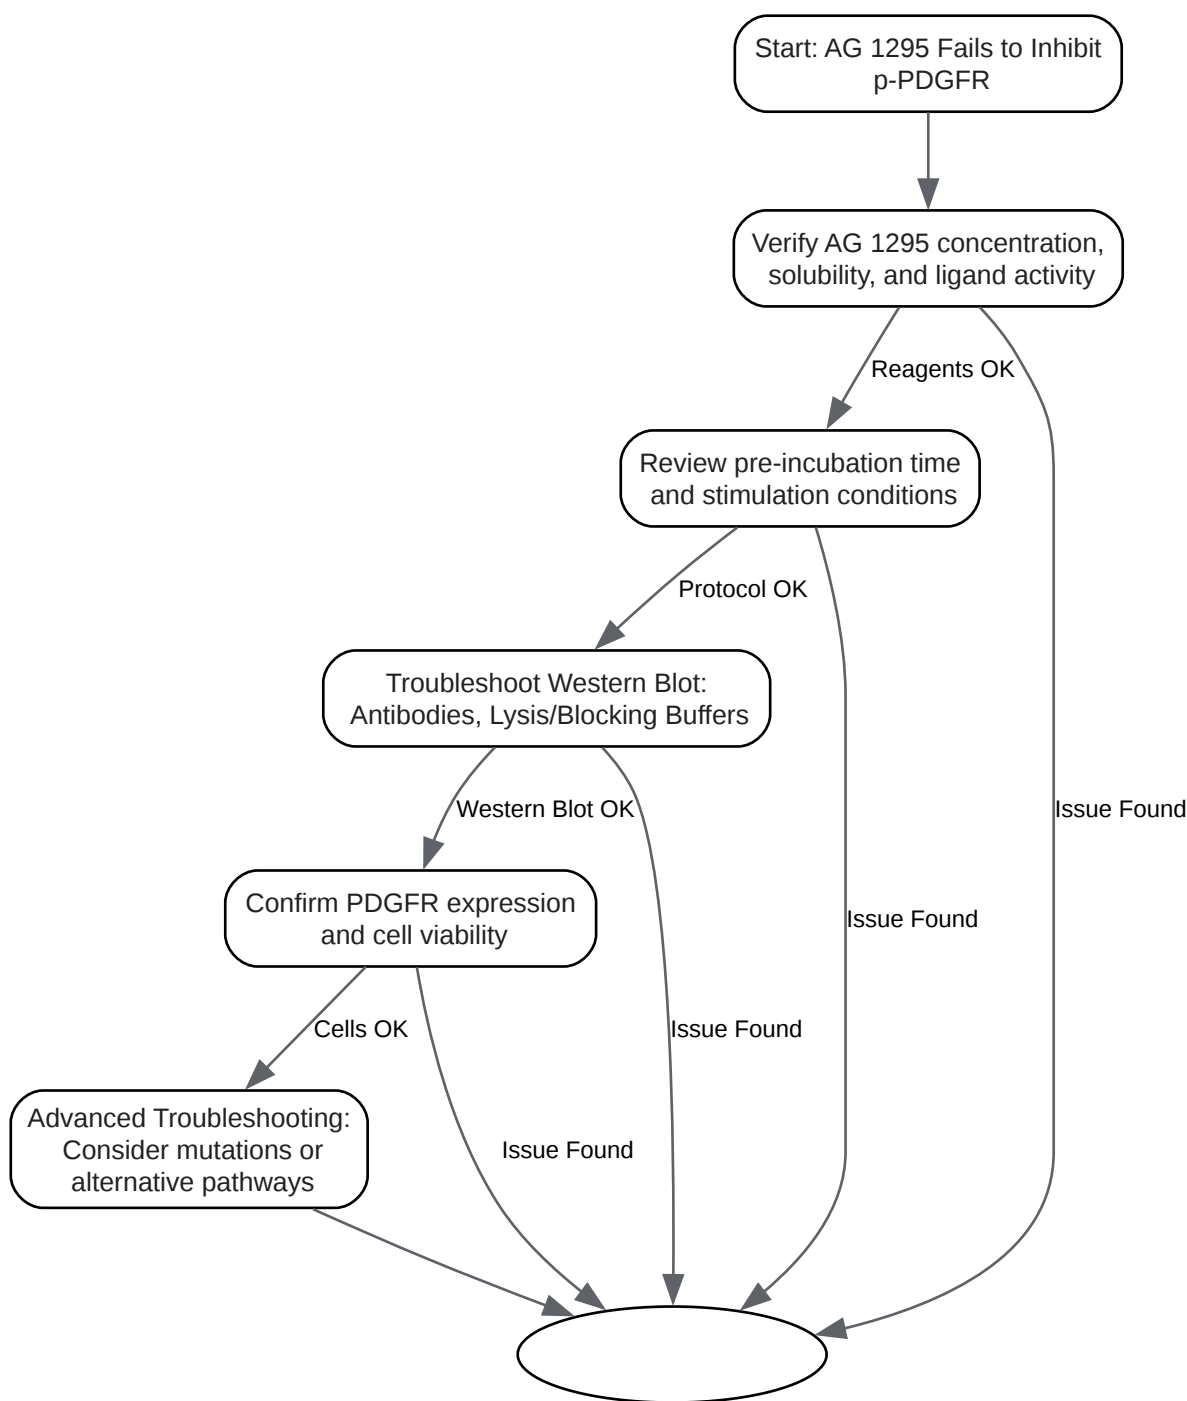 Start: AG 1295 Fails to Inhibit
p-PDGFR
Verify AG 1295 concentration,
solubility, and ligand activity
Reagents OK
Review pre-incubation time
and stimulation conditions
Protocol OK
Troubleshoot Western Blot:
Antibodies, Lysis/Blocking Buffers
Western Blot OK
Issue Found
Confirm PDGFR expression
and cell viability
Issue Found
Cells OK
Issue Found
Advanced Troubleshooting:
Consider mutations or
alternative pathways
Issue Found